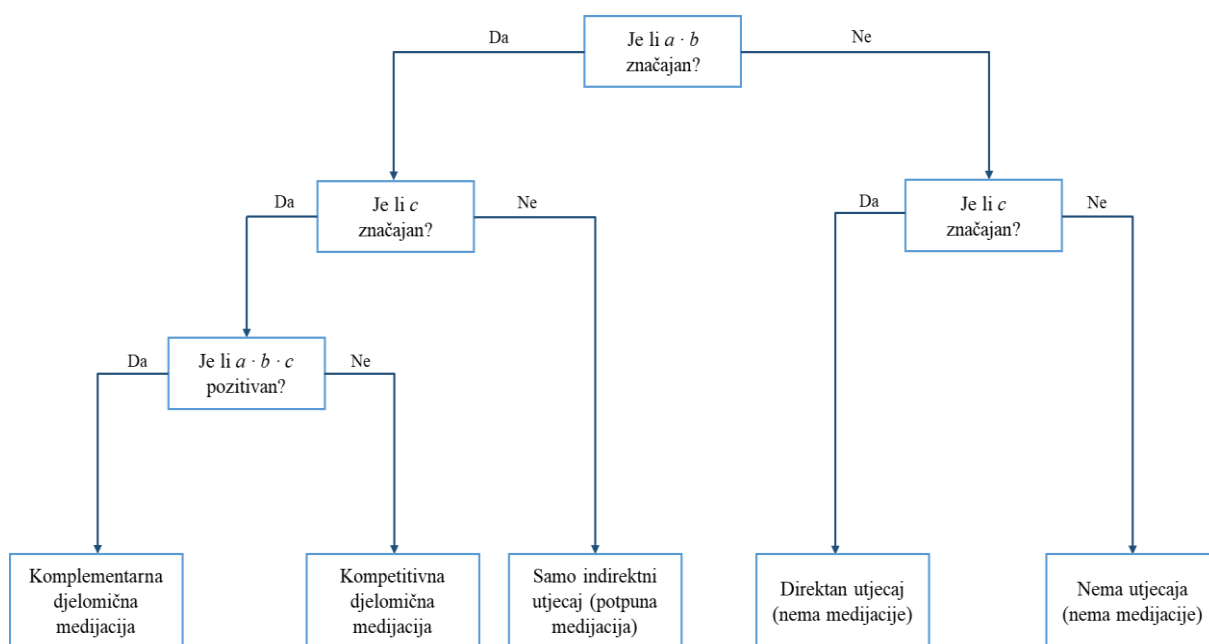 Da
Je li a · b
značajan?
Ne
Da
Je li c
značajan?
Ne
Da
Je li c
značajan?
Ne
Da
Je li a · b · c
pozitivan?
Ne
Komplementarna
djelomična
medijacija
Kompetitivna
djelomična
medijacija
Samo indirektni
utjecaj (potpuna
medijacija)
Direktan utjecaj
(nema medijacije)
Nema utjecaja
(nema medijacije)